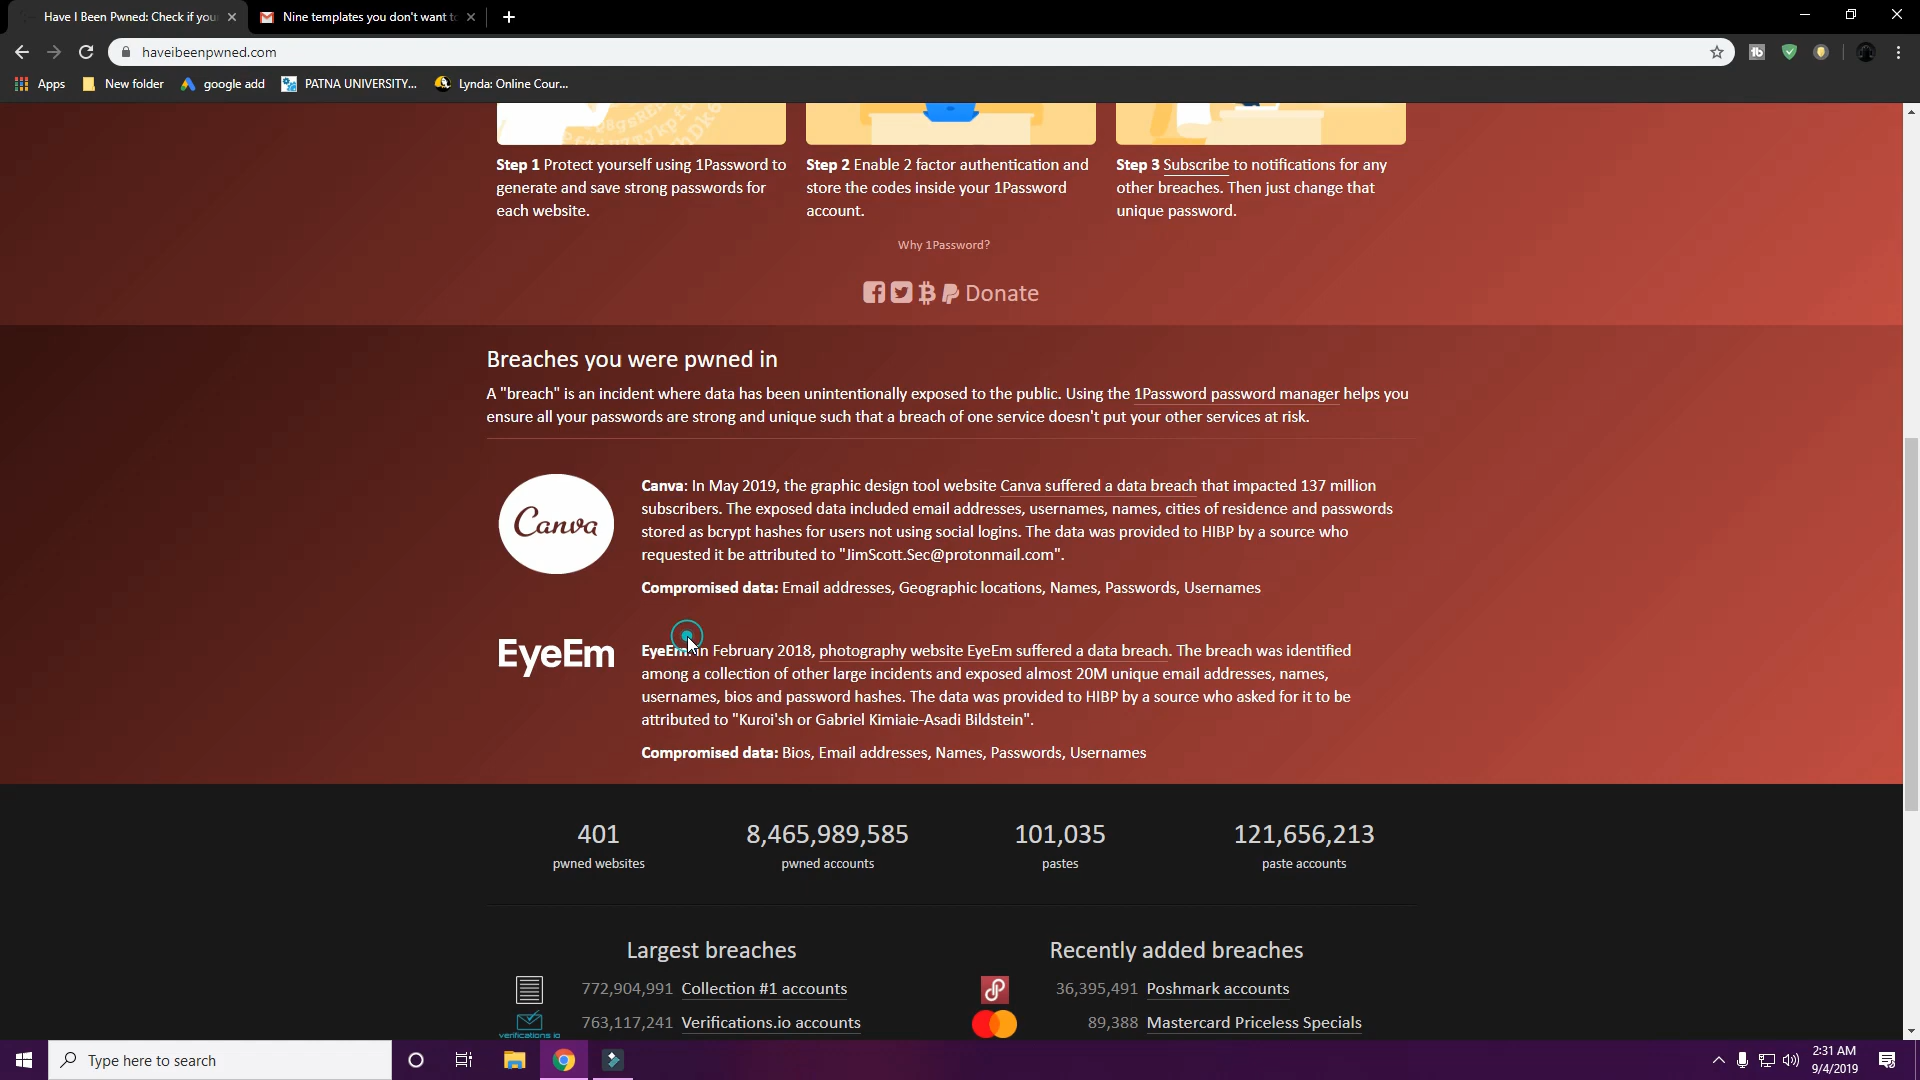 Have I Been Pwned: Check if you
Nine templates you don't want to
haveibeenpwned.com
Apps
New folder
google add
PATNA UNIVERSITY...
Lynda: Online Cour...
Step 1 Protect yourself using 1Password to
generate and save strong passwords for
each website.
Step 2 Enable 2 factor authentication and
store the codes inside your 1Password
account.
Step 3 Subscribe to notifications for any
other breaches. Then just change that
unique password.
Why 1Password?
Donate
Breaches you were pwned in
A "breach" is an incident where data has been unintentionally exposed to the public. Using the 1Password password manager helps you
ensure all your passwords are strong and unique such that a breach of one service doesn't put your other services at risk.
Canva
Canva: In May 2019, the graphic design tool website Canva suffered a data breach that impacted 137 million
subscribers. The exposed data included email addresses, usernames, names, cities of residence and passwords
stored as bcrypt hashes for users not using social logins. The data was provided to HIBP by a source who
requested it be attributed to "JimScott.Sec@protonmail.com".
Compromised data: Email addresses, Geographic locations, Names, Passwords, Usernames
EyeEm
EyeEm: In February 2018, photography website EyeEm suffered a data breach. The breach was identified
among a collection of other large incidents and exposed almost 20M unique email addresses, names,
usernames, bios and password hashes. The data was provided to HIBP by a source who asked for it to be
attributed to "Kuroi'sh or Gabriel Kimiaie-Asadi Bildstein".
Compromised data: Bios, Email addresses, Names, Passwords, Usernames
401
pwned websites
8,465,989,585
pwned accounts
101,035
pastes
121,656,213
paste accounts
Largest breaches
772,904,991 Collection #1 accounts
verifications.io
763,117,241 Verifications.io accounts
Recently added breaches
36,395,491 Poshmark accounts
89,388 Mastercard Priceless Specials
Type here to search
2:31 AM
9/4/2019